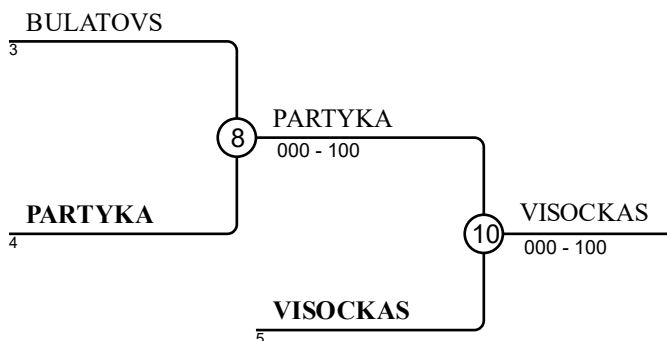 BULATOVS
3
8
PARTYKA
000 - 100
PARTYKA
4
10
VISOCKAS
000 - 100
VISOCKAS
5